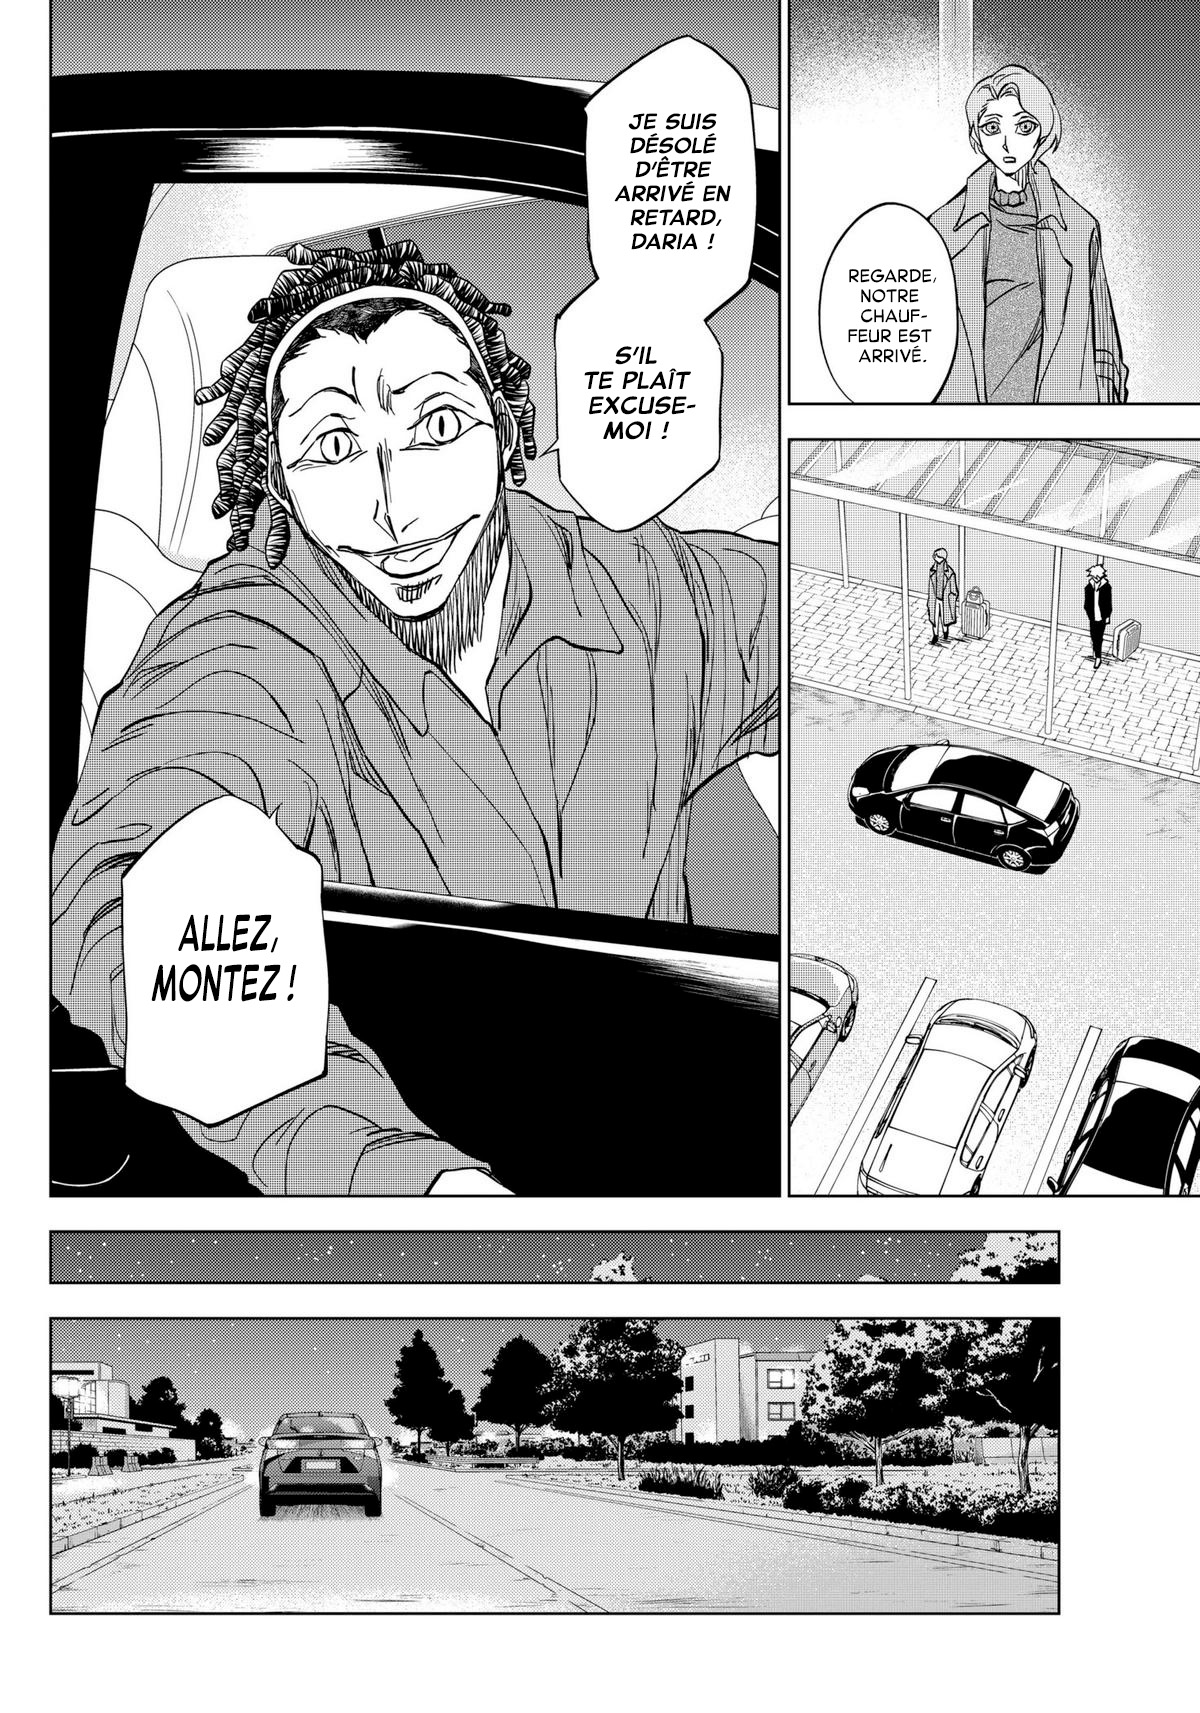 REGARDE,
NOTRE
CHAUF-
FEUR EST
ARRIVÉ.
JE SUIS
DÉSOLÉ
D'ÊTRE
ARRIVÉ EN
RETARD,
DARIA !
S'IL
TE PLAÎT
EXCUSE-
MOI !
ALLEZ,
MONTEZ !